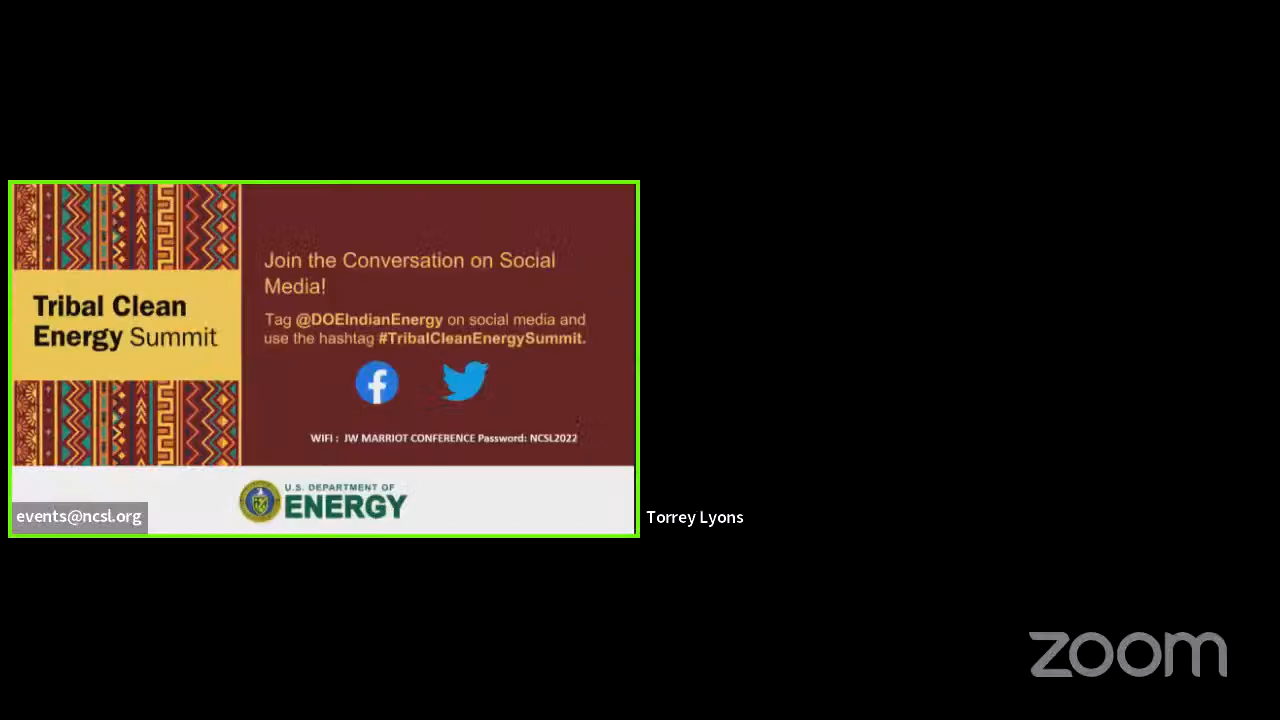 Join the Conversation on Social
Media!
Tribal Clean
Energy Summit
Tag @DOEIndianEnergy on social media and
use the hashtag #TribalCleanEnergySummit.
WIFI : JW MARRIOT CONFERENCE Password: NCSL2022
U.S. DEPARTMENT OF
ENERGY
events@ncsl.org
Torrey Lyons
zoom